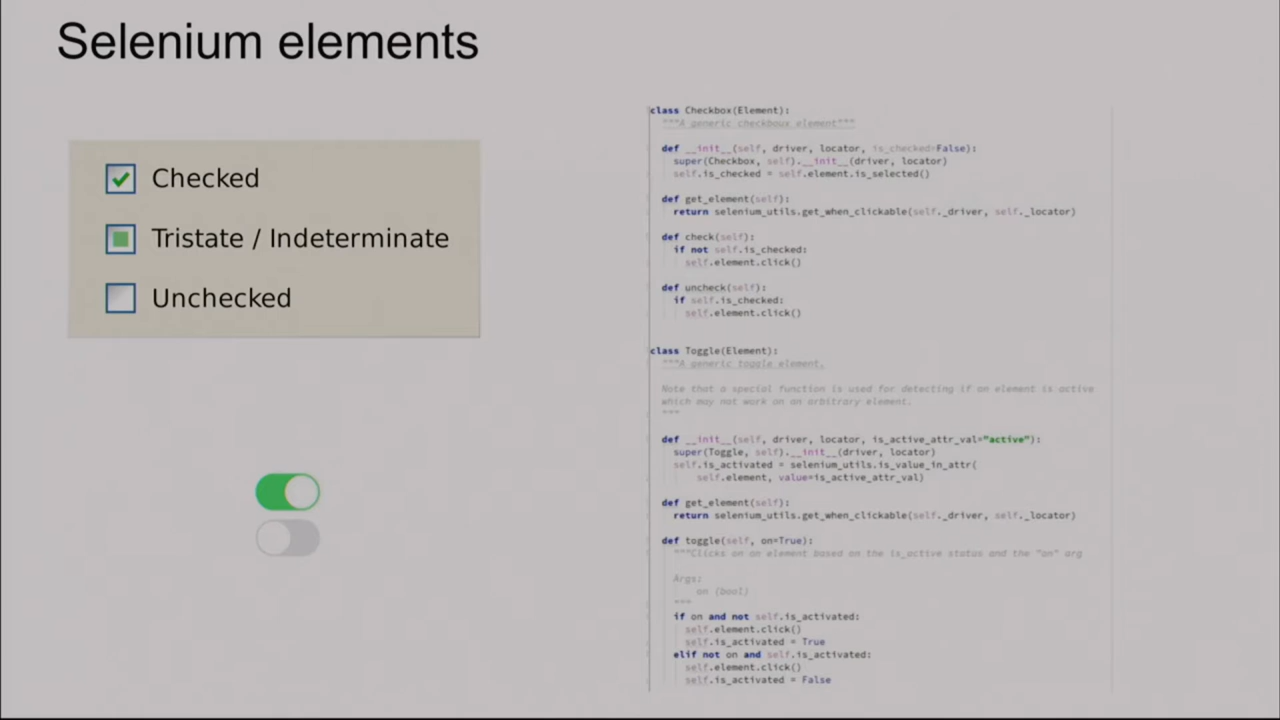 Selenium elements
Checked
Tristate / Indeterminate
Unchecked
class Checkbox(Element):
"""A generic checkboux element"""
def __init__(self, driver, locator, is_checked=False):
super(Checkbox, self).__init__(driver, locator)
self.is_checked = self.element.is_selected()
def get_element(self):
return selenium_utils.get_when_clickable(self._driver, self._locator)
def check(self):
if not self.is_checked:
self.element.click()
def uncheck(self):
if self.is_checked:
self.element.click()
class Toggle(Element):
"""A generic toggle element.
Note that a special function is used for detecting if an element is active
which may not work on an arbitrary element.
"""
def __init__(self, driver, locator, is_active_attr_val="active"):
super(Toggle, self).__init__(driver, locator)
self.is_activated = selenium_utils.is_value_in_attr(
self.element, value=is_active_attr_val)
def get_element(self):
return selenium_utils.get_when_clickable(self._driver, self._locator)
def toggle(self, on=True):
"""Clicks on an element based on the is_active status and the "on" arg
Args:
on (bool)
"""
if on and not self.is_activated:
self.element.click()
self.is_activated = True
elif not on and self.is_activated:
self.element.click()
self.is_activated = False